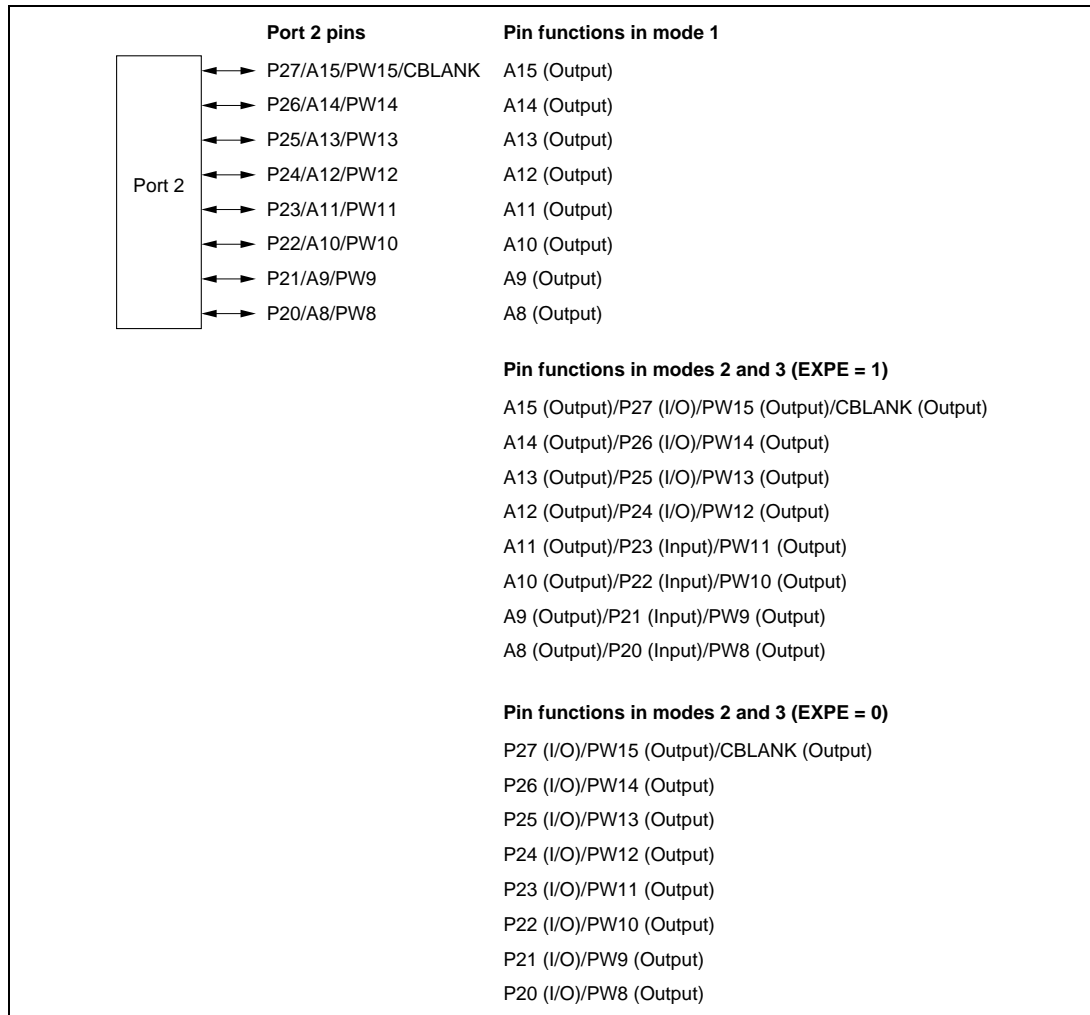 Port 2 pins Pin functions in mode 1
P27/A15/PW15/CBLANK A15 (Output)
P26/A14/PW14 A14 (Output)
P25/A13/PW13 A13 (Output)
P24/A12/PW12 A12 (Output)
Port 2
P23/A11/PW11 A11 (Output)
P22/A10/PW10 A10 (Output)
P21/A9/PW9 A9 (Output)
P20/A8/PW8 A8 (Output)
Pin functions in modes 2 and 3 (EXPE = 1)
A15 (Output)/P27 (I/O)/PW15 (Output)/CBLANK (Output)
A14 (Output)/P26 (I/O)/PW14 (Output)
A13 (Output)/P25 (I/O)/PW13 (Output)
A12 (Output)/P24 (I/O)/PW12 (Output)
A11 (Output)/P23 (Input)/PW11 (Output)
A10 (Output)/P22 (Input)/PW10 (Output)
A9 (Output)/P21 (Input)/PW9 (Output)
A8 (Output)/P20 (Input)/PW8 (Output)
Pin functions in modes 2 and 3 (EXPE = 0)
P27 (I/O)/PW15 (Output)/CBLANK (Output)
P26 (I/O)/PW14 (Output)
P25 (I/O)/PW13 (Output)
P24 (I/O)/PW12 (Output)
P23 (I/O)/PW11 (Output)
P22 (I/O)/PW10 (Output)
P21 (I/O)/PW9 (Output)
P20 (I/O)/PW8 (Output)